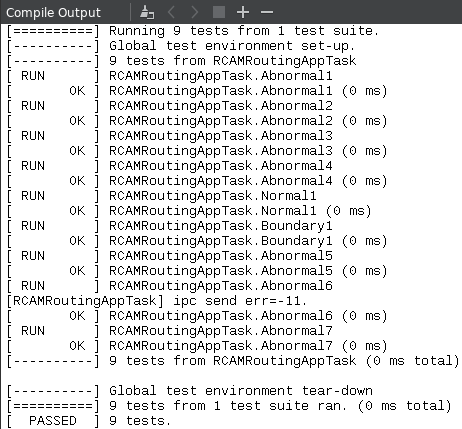 Compile Output
[==========] Running 9 tests from 1 test suite.
[----------] Global test environment set-up.
[----------] 9 tests from RCAMRoutingAppTask
[ RUN      ] RCAMRoutingAppTask.Abnormal1
[       OK ] RCAMRoutingAppTask.Abnormal1 (0 ms)
[ RUN      ] RCAMRoutingAppTask.Abnormal2
[       OK ] RCAMRoutingAppTask.Abnormal2 (0 ms)
[ RUN      ] RCAMRoutingAppTask.Abnormal3
[       OK ] RCAMRoutingAppTask.Abnormal3 (0 ms)
[ RUN      ] RCAMRoutingAppTask.Abnormal4
[       OK ] RCAMRoutingAppTask.Abnormal4 (0 ms)
[ RUN      ] RCAMRoutingAppTask.Normal1
[       OK ] RCAMRoutingAppTask.Normal1 (0 ms)
[ RUN      ] RCAMRoutingAppTask.Boundary1
[       OK ] RCAMRoutingAppTask.Boundary1 (0 ms)
[ RUN      ] RCAMRoutingAppTask.Abnormal5
[       OK ] RCAMRoutingAppTask.Abnormal5 (0 ms)
[ RUN      ] RCAMRoutingAppTask.Abnormal6
[RCAMRoutingAppTask] ipc send err=-11.
[       OK ] RCAMRoutingAppTask.Abnormal6 (0 ms)
[ RUN      ] RCAMRoutingAppTask.Abnormal7
[       OK ] RCAMRoutingAppTask.Abnormal7 (0 ms)
[----------] 9 tests from RCAMRoutingAppTask (0 ms total)
[----------] Global test environment tear-down
[==========] 9 tests from 1 test suite ran. (0 ms total)
[  PASSED  ] 9 tests.